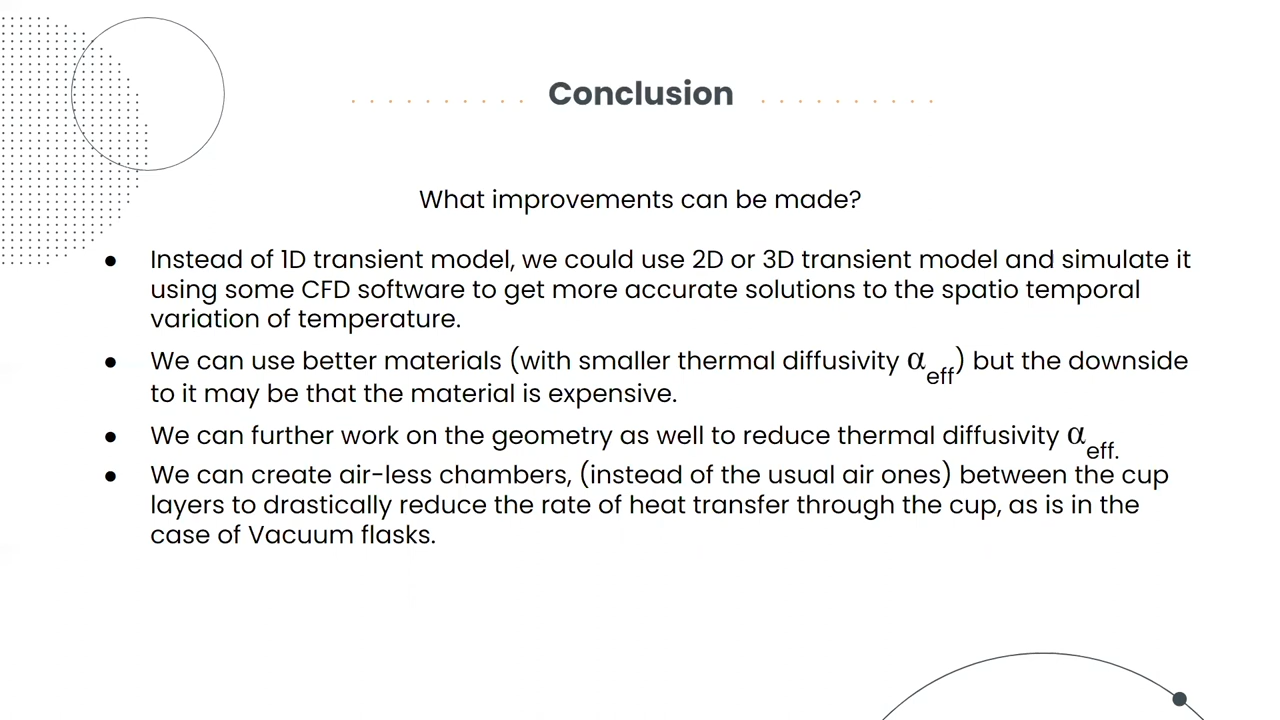 Conclusion
What improvements can be made?
● Instead of 1D transient model, we could use 2D or 3D transient model and simulate it
using some CFD software to get more accurate solutions to the spatio temporal
variation of temperature.
● We can use better materials (with smaller thermal diffusivity α_eff) but the downside
to it may be that the material is expensive.
● We can further work on the geometry as well to reduce thermal diffusivity α_eff.
● We can create air-less chambers, (instead of the usual air ones) between the cup
layers to drastically reduce the rate of heat transfer through the cup, as is in the
case of Vacuum flasks.